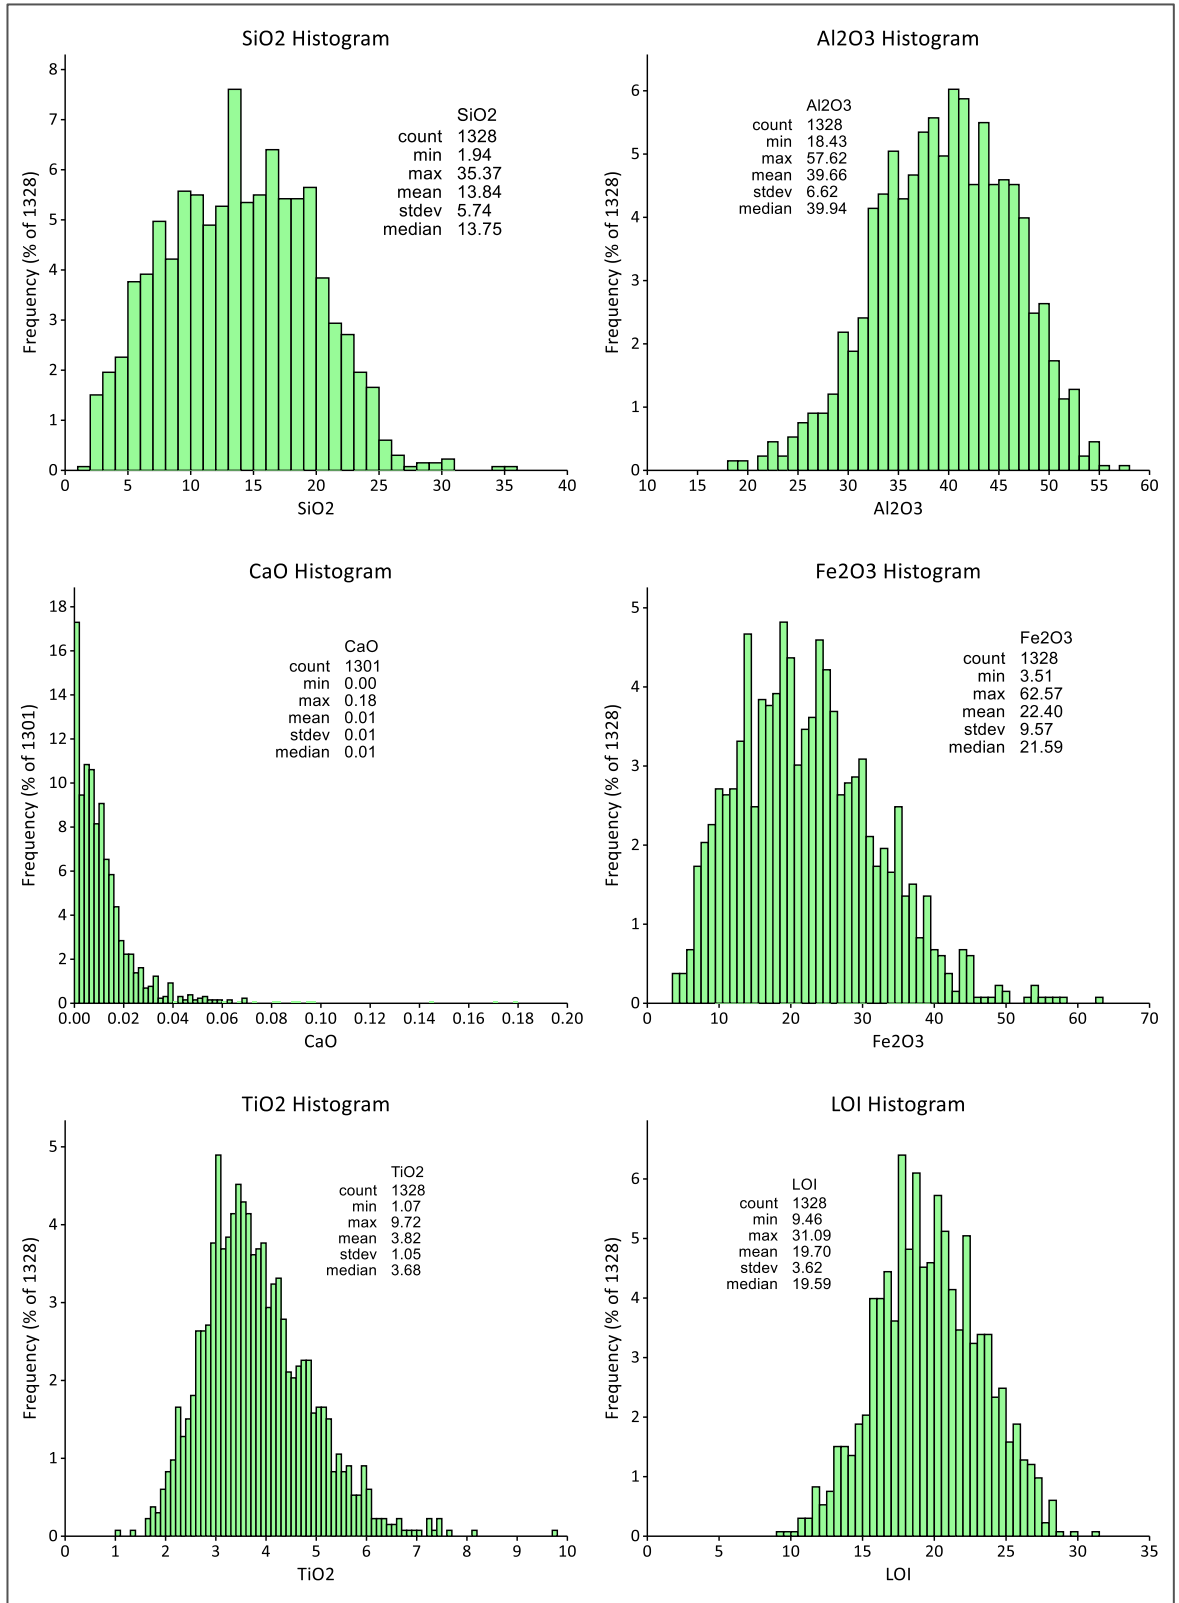 SiO2 Histogram
8
7
6
5
4
3
2
1
0
Frequency (% of 1328)
SiO2
count 1328
min 1.94
max 35.37
mean 13.84
stdev 5.74
median 13.75
0 5 10 15 20 25 30 35 40
SiO2
Al2O3 Histogram
6
5
4
3
2
1
0
Frequency (% of 1328)
Al2O3
count 1328
min 18.43
max 57.62
mean 39.66
stdev 6.62
median 39.94
10 15 20 25 30 35 40 45 50 55 60
Al2O3
CaO Histogram
18
16
14
12
10
8
6
4
2
0
Frequency (% of 1301)
CaO
count 1301
min 0.00
max 0.18
mean 0.01
stdev 0.01
median 0.01
0.00 0.02 0.04 0.06 0.08 0.10 0.12 0.14 0.16 0.18 0.20
CaO
Fe2O3 Histogram
5
4
3
2
1
0
Frequency (% of 1328)
Fe2O3
count 1328
min 3.51
max 62.57
mean 22.40
stdev 9.57
median 21.59
0 10 20 30 40 50 60 70
Fe2O3
TiO2 Histogram
5
4
3
2
1
0
Frequency (% of 1328)
TiO2
count 1328
min 1.07
max 9.72
mean 3.82
stdev 1.05
median 3.68
0 1 2 3 4 5 6 7 8 9 10
TiO2
LOI Histogram
6
5
4
3
2
1
0
Frequency (% of 1328)
LOI
count 1328
min 9.46
max 31.09
mean 19.70
stdev 3.62
median 19.59
0 5 10 15 20 25 30 35
LOI